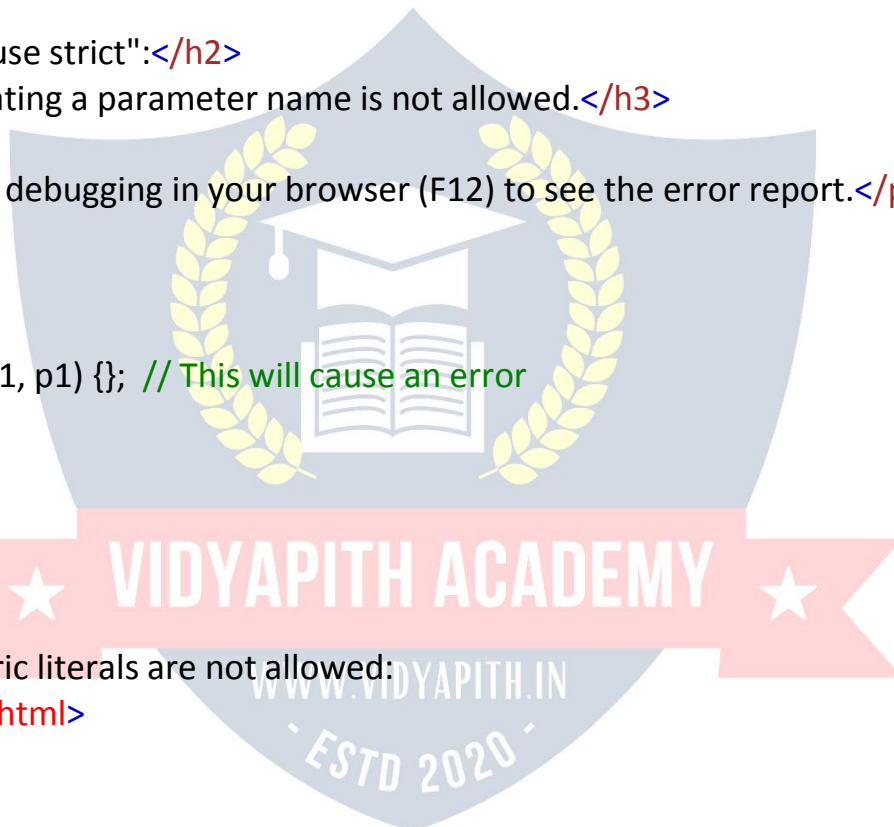 use strict":</h2>
ating a parameter name is not allowed.</h3>
debugging in your browser (F12) to see the error report.</p
1, p1) {}; // This will cause an error
VIDYAPITH ACADEMY
ric literals are not allowed:
WWW.VIDYAPITH.IN
html>
- ESTD 2020 -